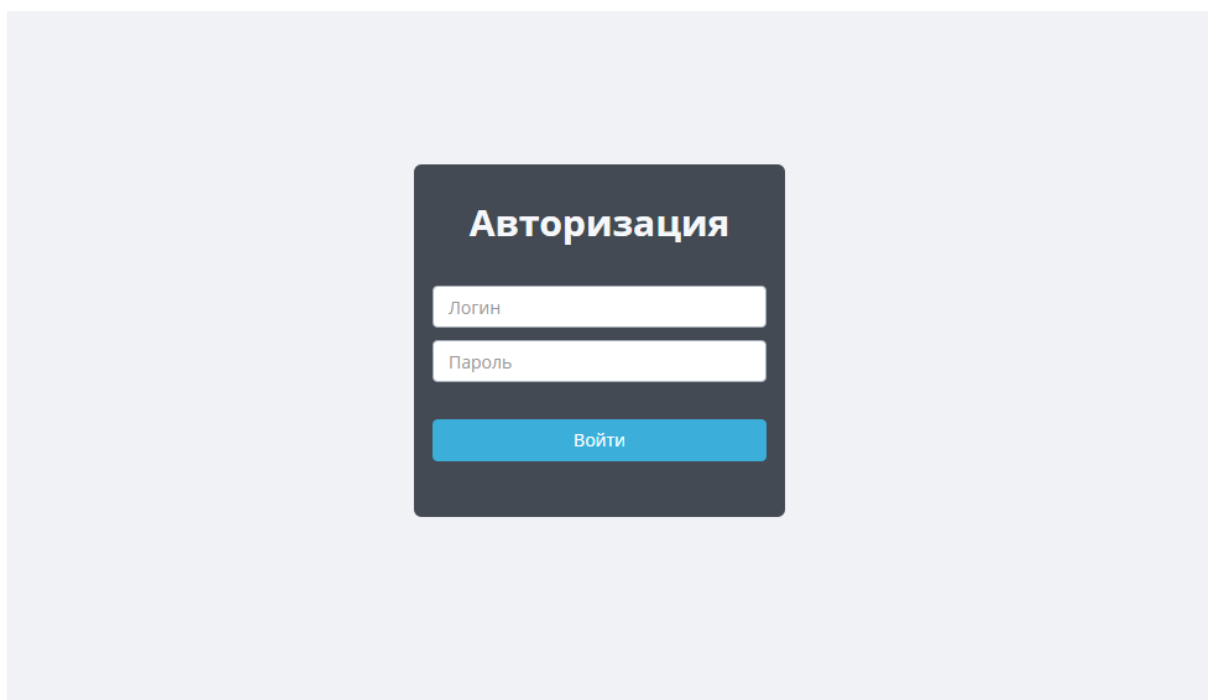 Авторизация
Логин
Пароль
Войти